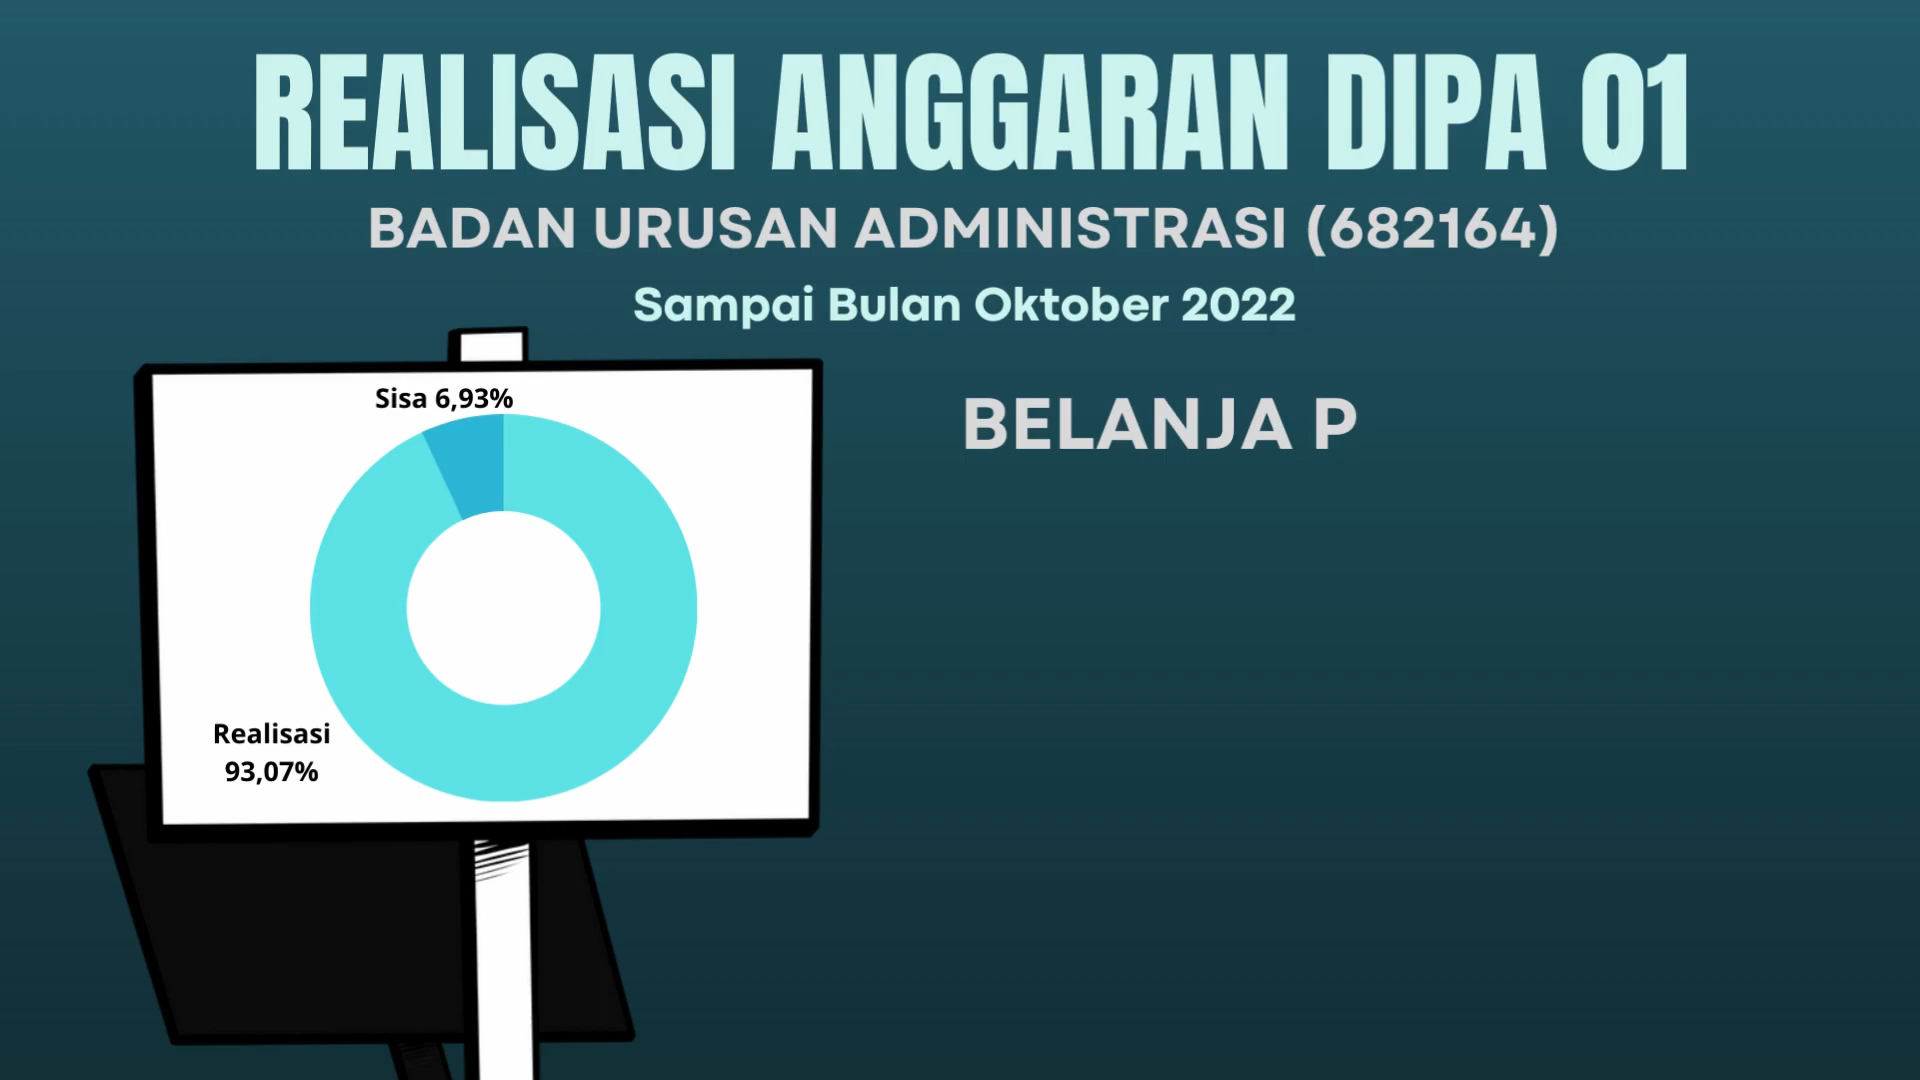 REALISASI ANGGARAN DIPA 01
BADAN URUSAN ADMINISTRASI (682164)
Sampai Bulan Oktober 2022
BELANJA P
Sisa 6,93%
Realisasi
93,07%